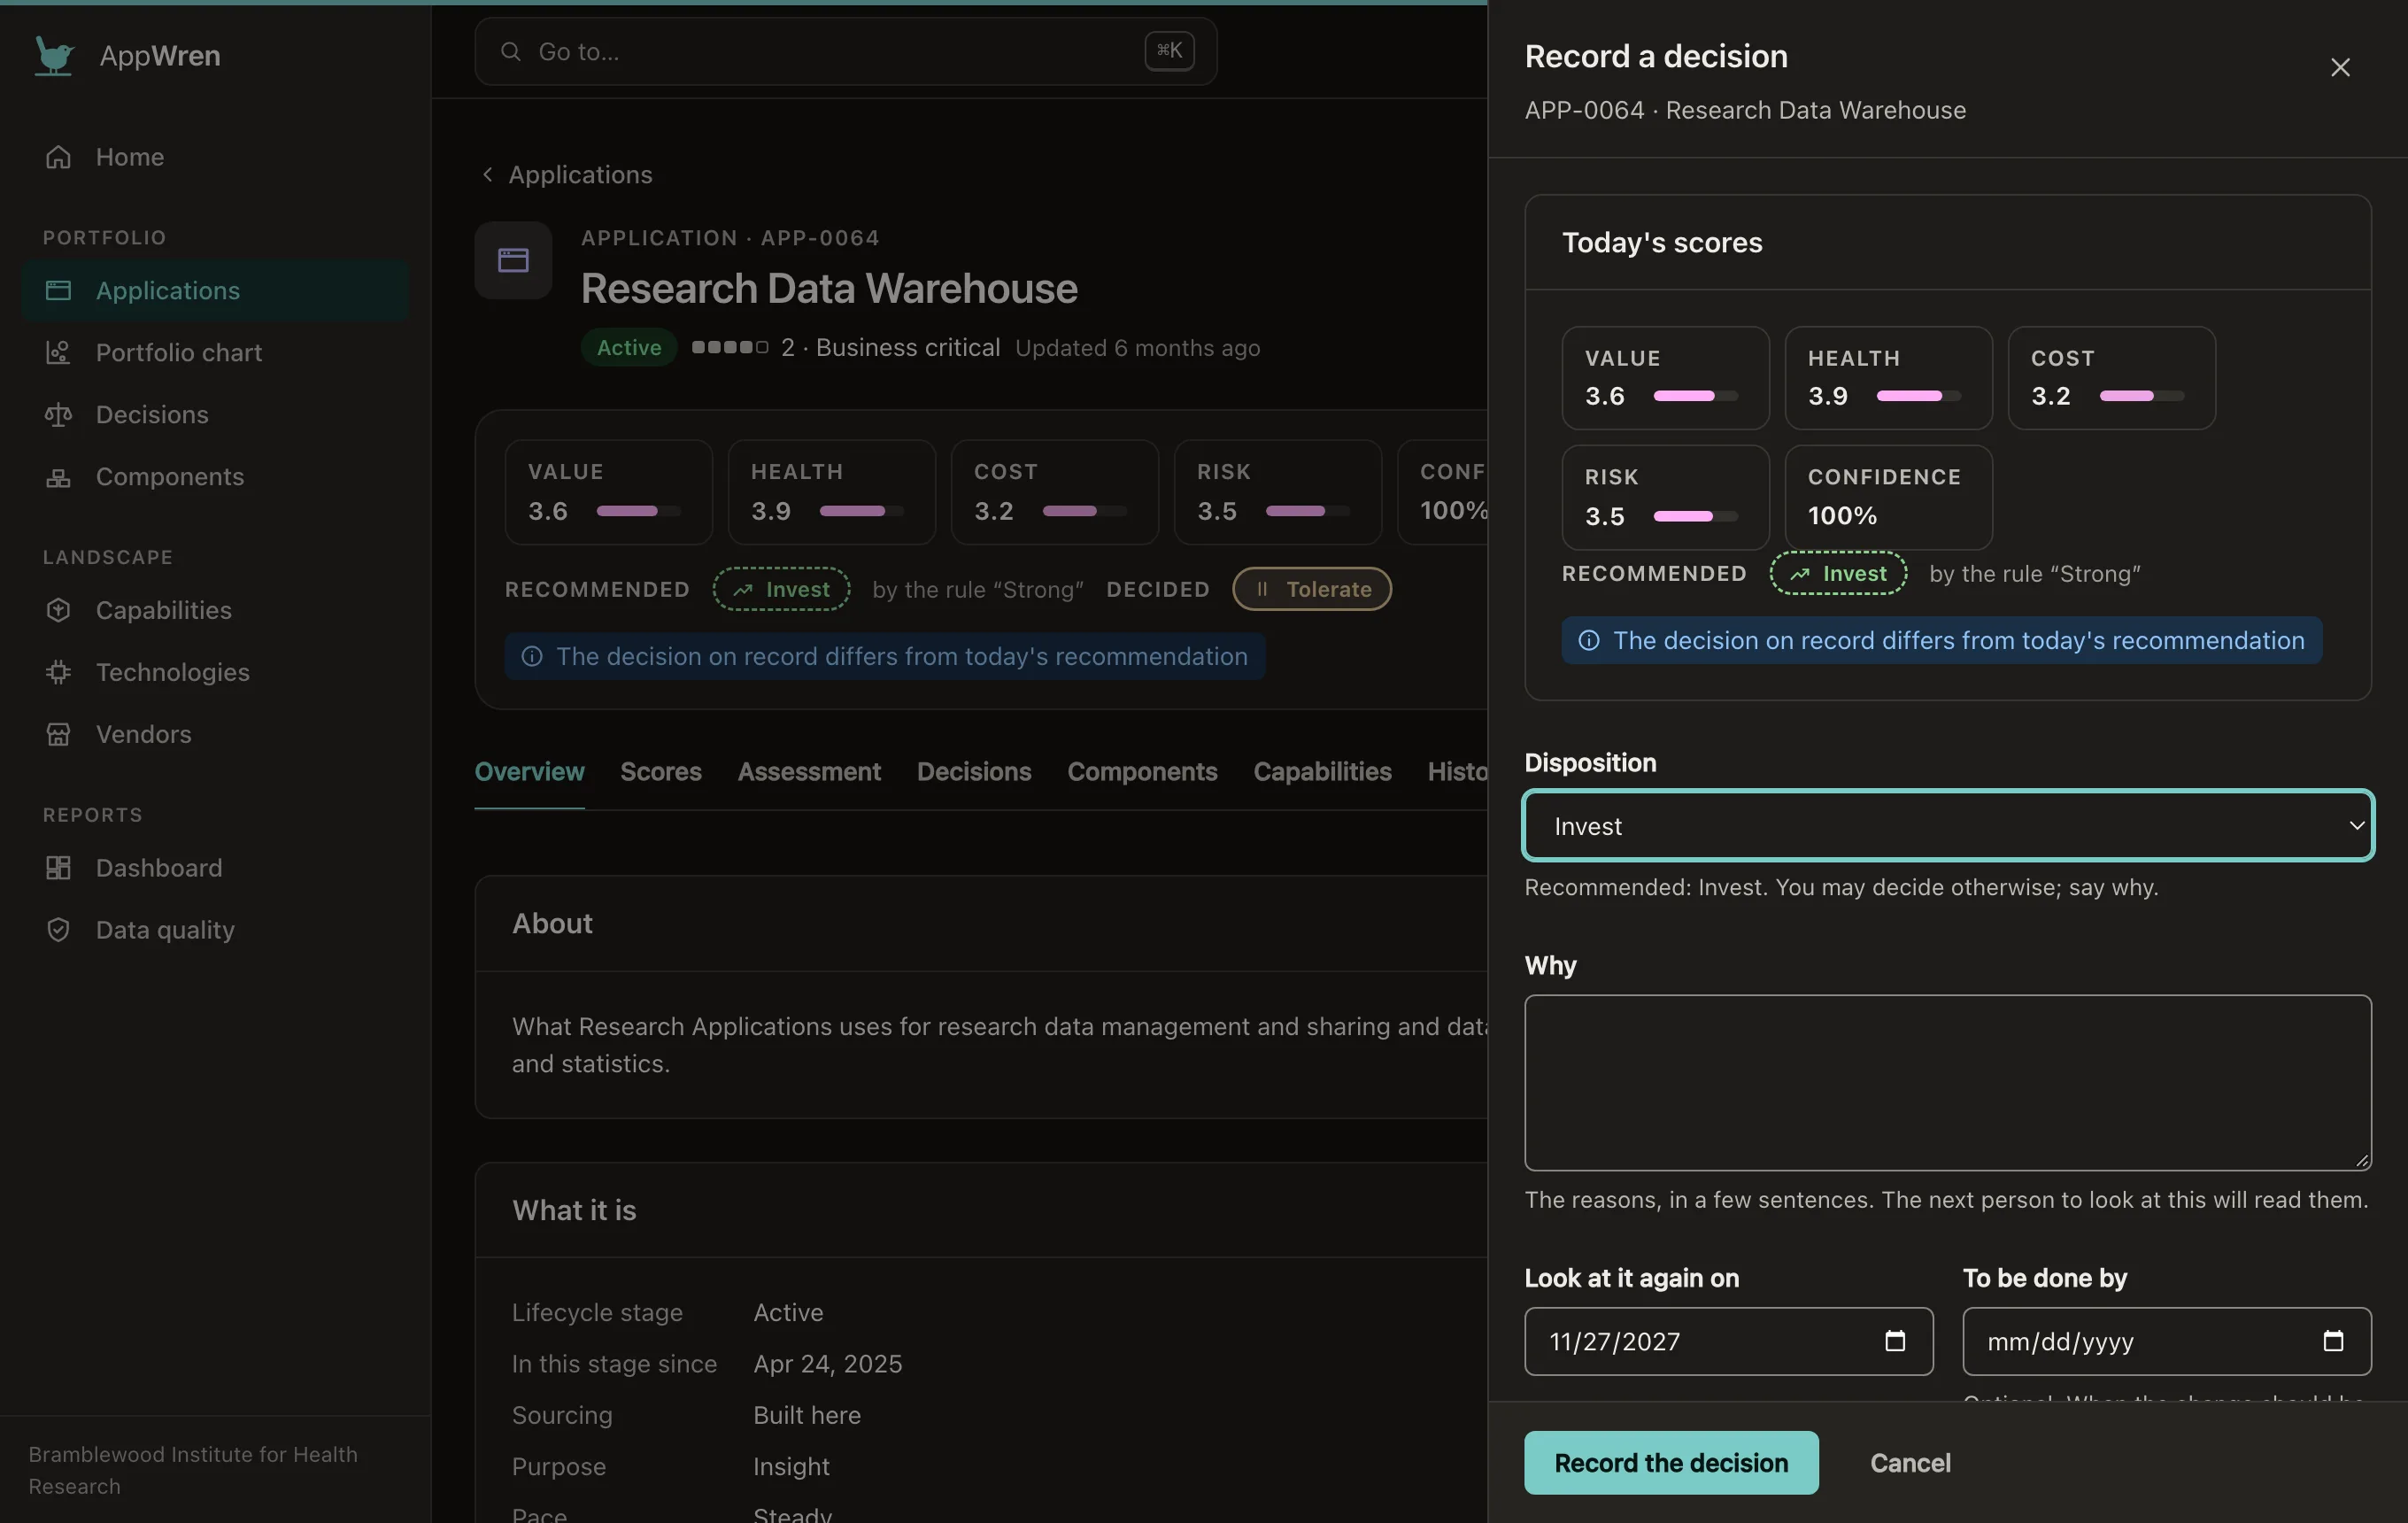 AppWren
Home
PORTFOLIO
Applications
Portfolio chart
Decisions
Components
LANDSCAPE
Capabilities
Technologies
Vendors
REPORTS
Dashboard
Data quality
Bramblewood Institute for Health
Research
Go to...
⌘K
Applications
APPLICATION · APP-0064
Research Data Warehouse
Active 2 · Business critical Updated 6 months ago
VALUE HEALTH COST RISK CONF
3.6 3.9 3.2 3.5 100%
RECOMMENDED Invest by the rule “Strong” DECIDED Tolerate
The decision on record differs from today's recommendation
Overview Scores Assessment Decisions Components Capabilities Histo
About
What Research Applications uses for research data management and sharing and data
and statistics.
What it is
Lifecycle stage Active
In this stage since Apr 24, 2025
Sourcing Built here
Purpose Insight
Pace Steady
Record a decision
APP-0064 · Research Data Warehouse
Today's scores
VALUE HEALTH COST
3.6 3.9 3.2
RISK CONFIDENCE
3.5 100%
RECOMMENDED Invest by the rule “Strong”
The decision on record differs from today's recommendation
Disposition
Invest
Recommended: Invest. You may decide otherwise; say why.
Why
The reasons, in a few sentences. The next person to look at this will read them.
Look at it again on To be done by
11/27/2027 mm/dd/yyyy
Optional. When the change should be
Record the decision Cancel